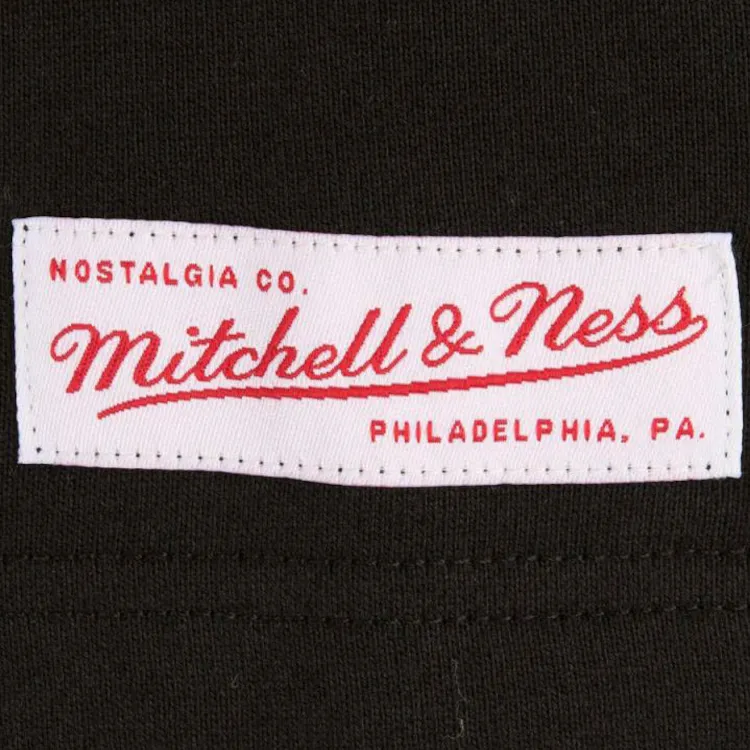 NOSTALGIA CO.
Mitchell & Ness
PHILADELPHIA, PA.